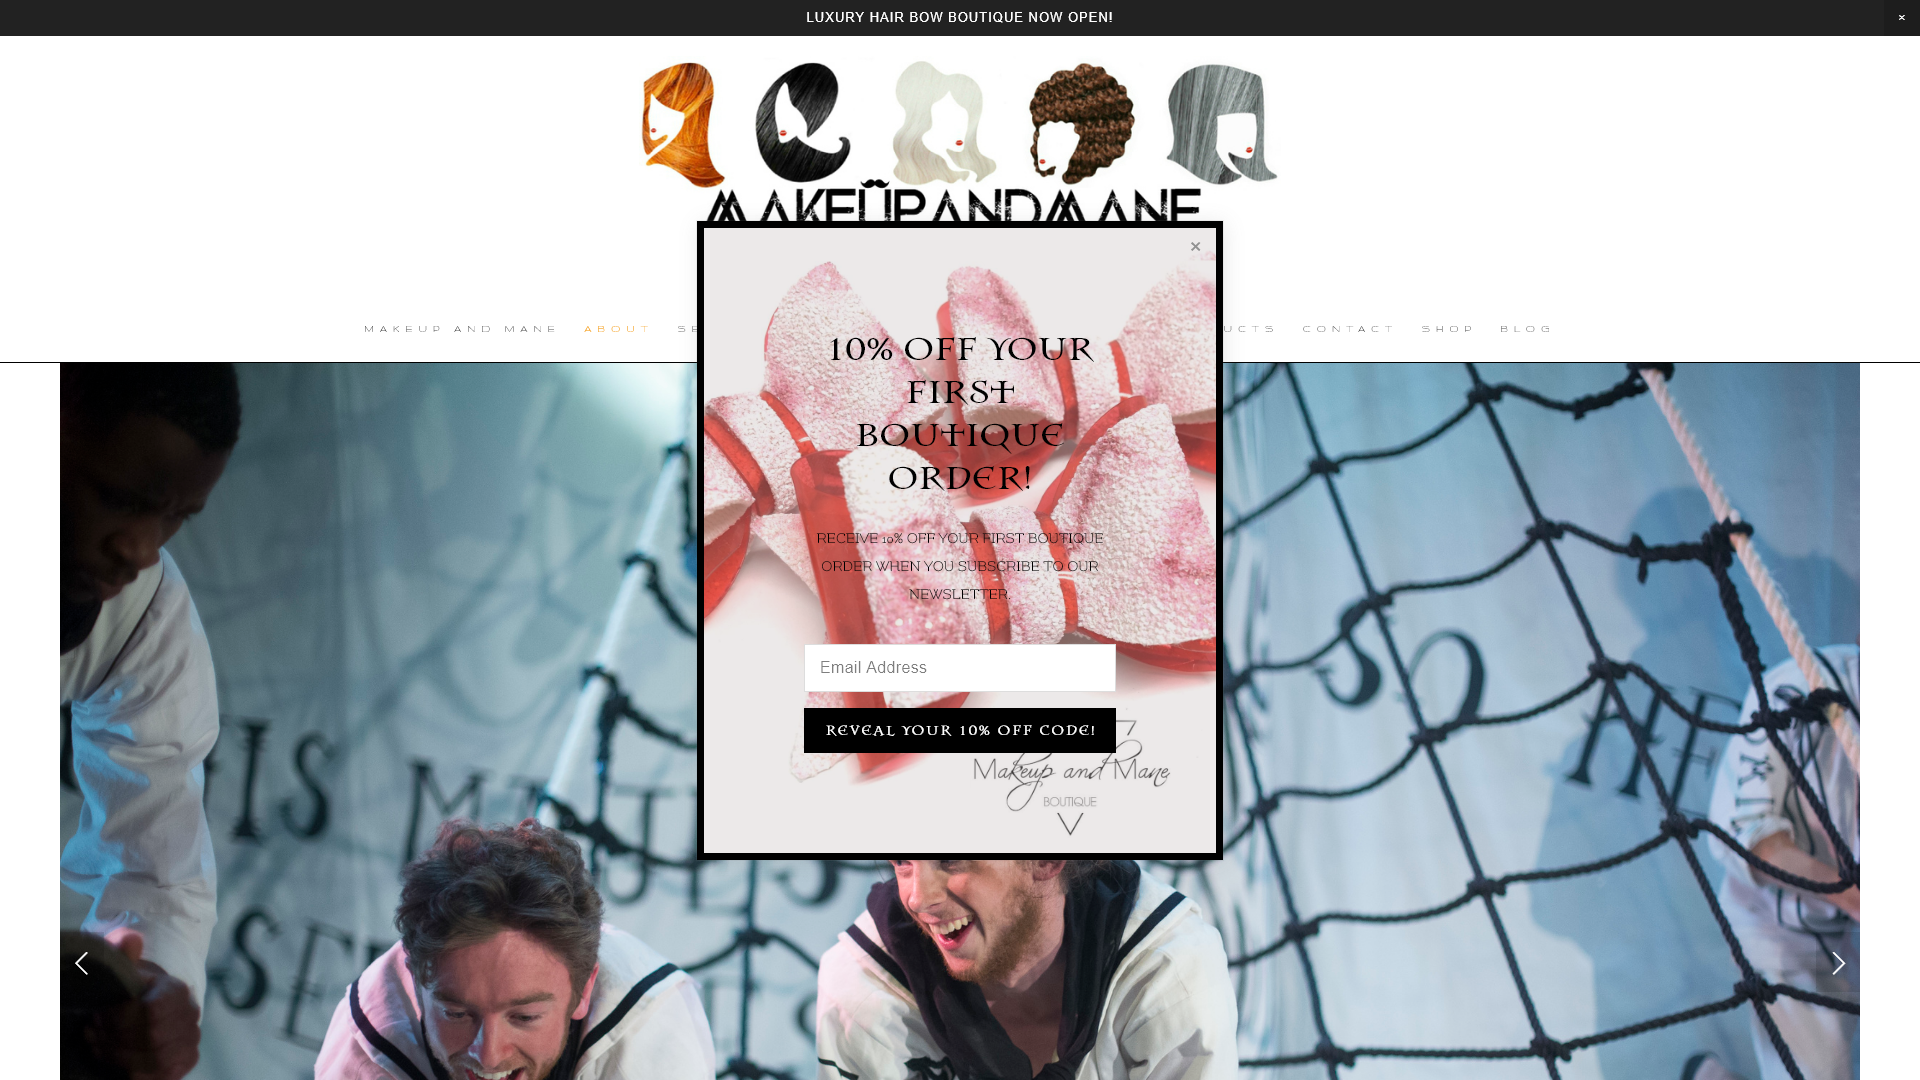 LUXURY HAIR BOW BOUTIQUE NOW OPEN!
MAKEUPANDMANE
MAKEUP AND MANE ABOUT SE UCTS CONTACT SHOP BLOG
10% OFF YOUR
FIRST
BOUTIQUE
ORDER!
RECEIVE 10% OFF YOUR FIRST BOUTIQUE
ORDER WHEN YOU SUBSCRIBE TO OUR
NEWSLETTER.
Email Address
REVEAL YOUR 10% OFF CODE!
Makeup and Mane
BOUTIQUE